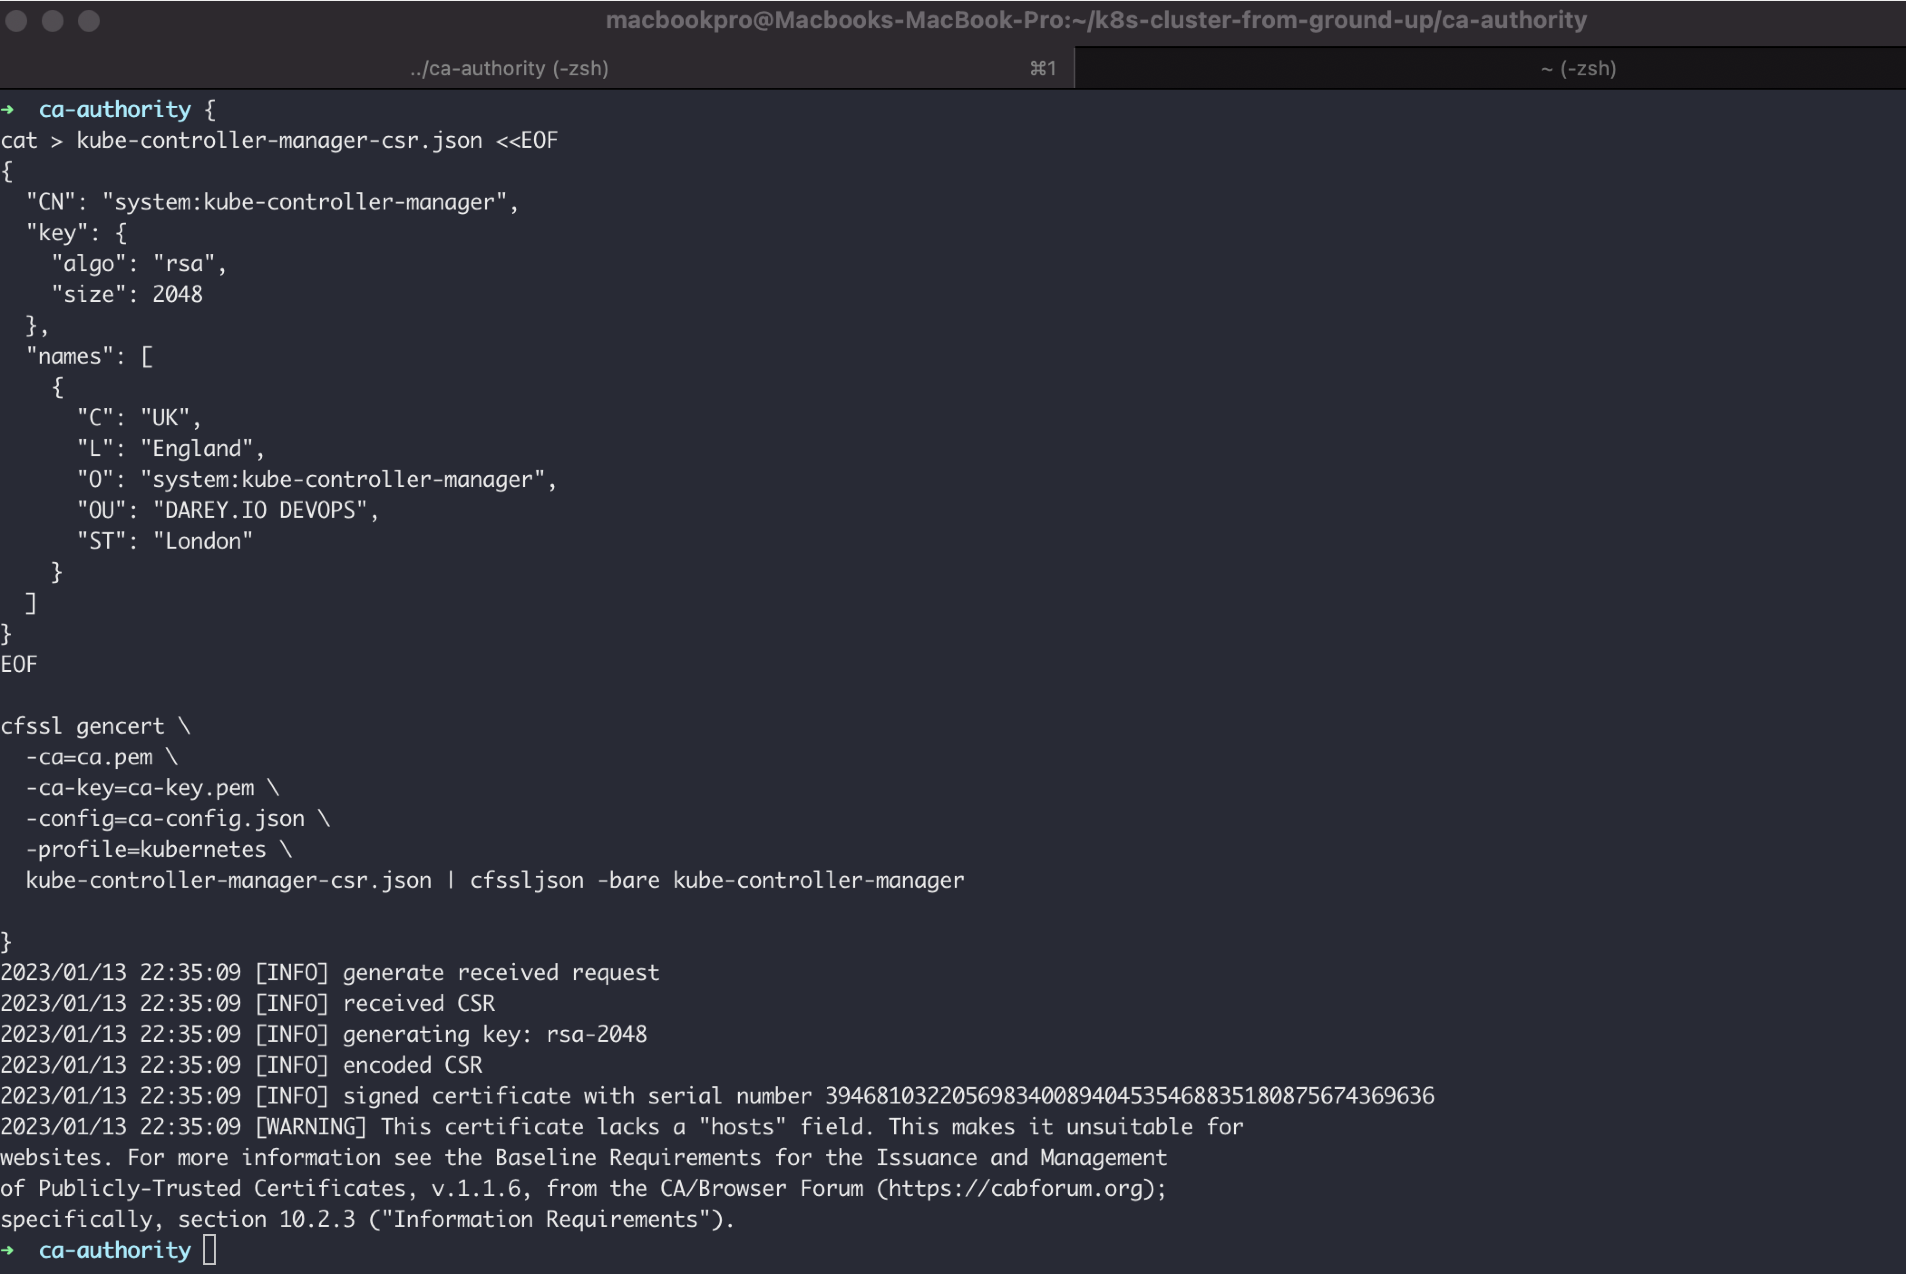 macbookpro@Macbooks-MacBook-Pro:~/k8s-cluster-from-ground-up/ca-authority
../ca-authority (-zsh) ⌘1 ~ (-zsh)
➜ ca-authority {
cat > kube-controller-manager-csr.json <<EOF
{
  "CN": "system:kube-controller-manager",
  "key": {
    "algo": "rsa",
    "size": 2048
  },
  "names": [
    {
      "C": "UK",
      "L": "England",
      "O": "system:kube-controller-manager",
      "OU": "DAREY.IO DEVOPS",
      "ST": "London"
    }
  ]
}
EOF
cfssl gencert \
  -ca=ca.pem \
  -ca-key=ca-key.pem \
  -config=ca-config.json \
  -profile=kubernetes \
  kube-controller-manager-csr.json | cfssljson -bare kube-controller-manager
}
2023/01/13 22:35:09 [INFO] generate received request
2023/01/13 22:35:09 [INFO] received CSR
2023/01/13 22:35:09 [INFO] generating key: rsa-2048
2023/01/13 22:35:09 [INFO] encoded CSR
2023/01/13 22:35:09 [INFO] signed certificate with serial number 394681032205698340089404535468835180875674369636
2023/01/13 22:35:09 [WARNING] This certificate lacks a "hosts" field. This makes it unsuitable for
websites. For more information see the Baseline Requirements for the Issuance and Management
of Publicly-Trusted Certificates, v.1.1.6, from the CA/Browser Forum (https://cabforum.org);
specifically, section 10.2.3 ("Information Requirements").
➜ ca-authority